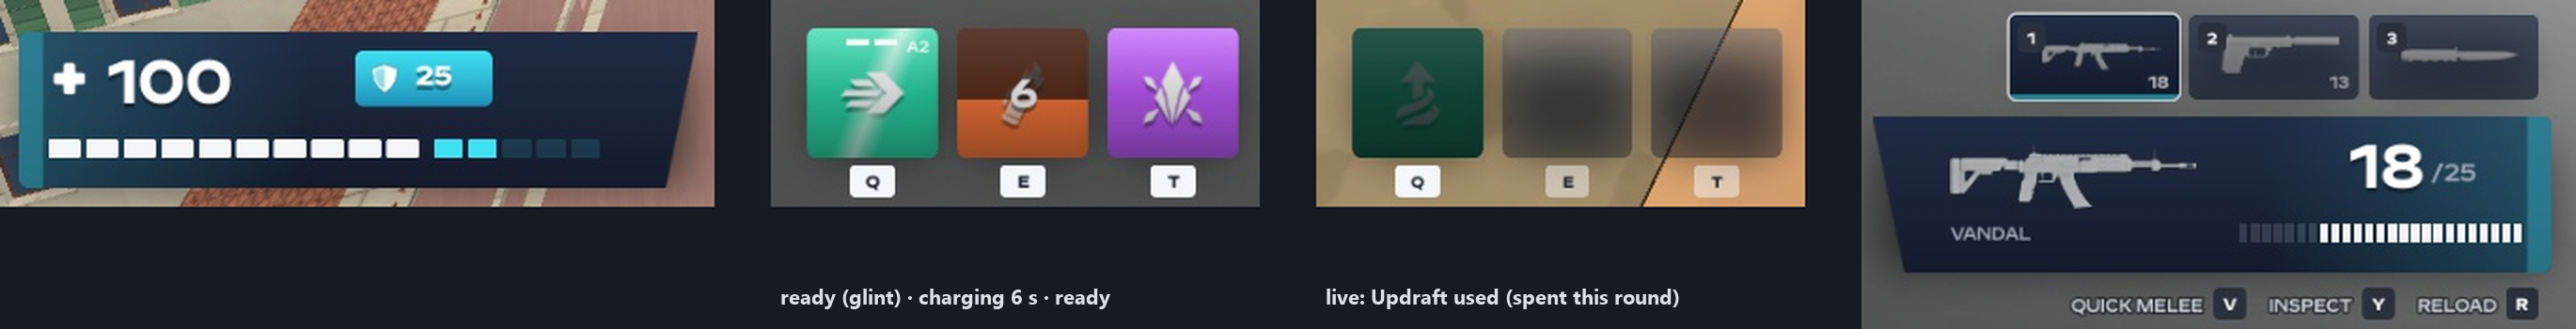 100
25
A2
6
Q
E
T
Q
E
T
1
18
2
13
3
18 /25
VANDAL
QUICK MELEE V INSPECT Y RELOAD R
ready (glint) · charging 6 s · ready
live: Updraft used (spent this round)